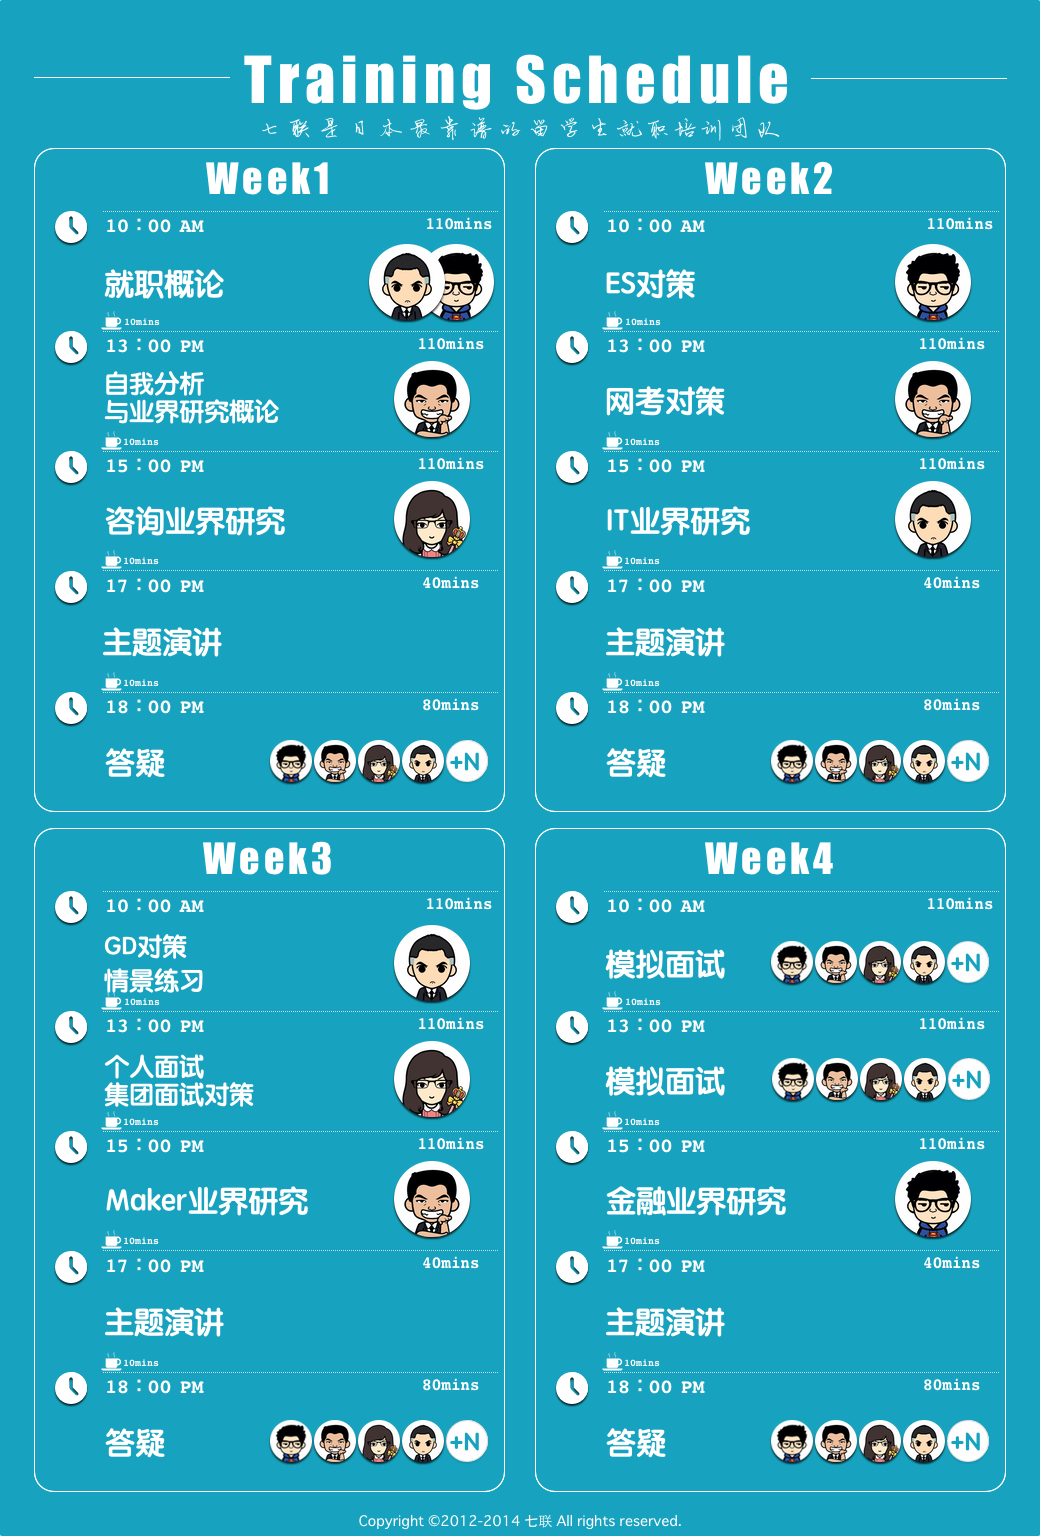 Training Schedule
七联是日本最靠谱的留学生就职培训团队
Week1
10：00 AM 110mins
就职概论
10mins
13：00 PM 110mins
自我分析
与业界研究概论
10mins
15：00 PM 110mins
咨询业界研究
10mins
17：00 PM 40mins
主题演讲
10mins
18：00 PM 80mins
答疑
+N
Week2
10：00 AM 110mins
ES对策
10mins
13：00 PM 110mins
网考对策
10mins
15：00 PM 110mins
IT业界研究
10mins
17：00 PM 40mins
主题演讲
10mins
18：00 PM 80mins
答疑
+N
Week3
10：00 AM 110mins
GD对策
情景练习
10mins
13：00 PM 110mins
个人面试
集团面试对策
10mins
15：00 PM 110mins
Maker业界研究
10mins
17：00 PM 40mins
主题演讲
10mins
18：00 PM 80mins
答疑
+N
Week4
10：00 AM 110mins
模拟面试
+N
10mins
13：00 PM 110mins
模拟面试
+N
10mins
15：00 PM 110mins
金融业界研究
10mins
17：00 PM 40mins
主题演讲
10mins
18：00 PM 80mins
答疑
+N
Copyright ©2012-2014 七联 All rights reserved.